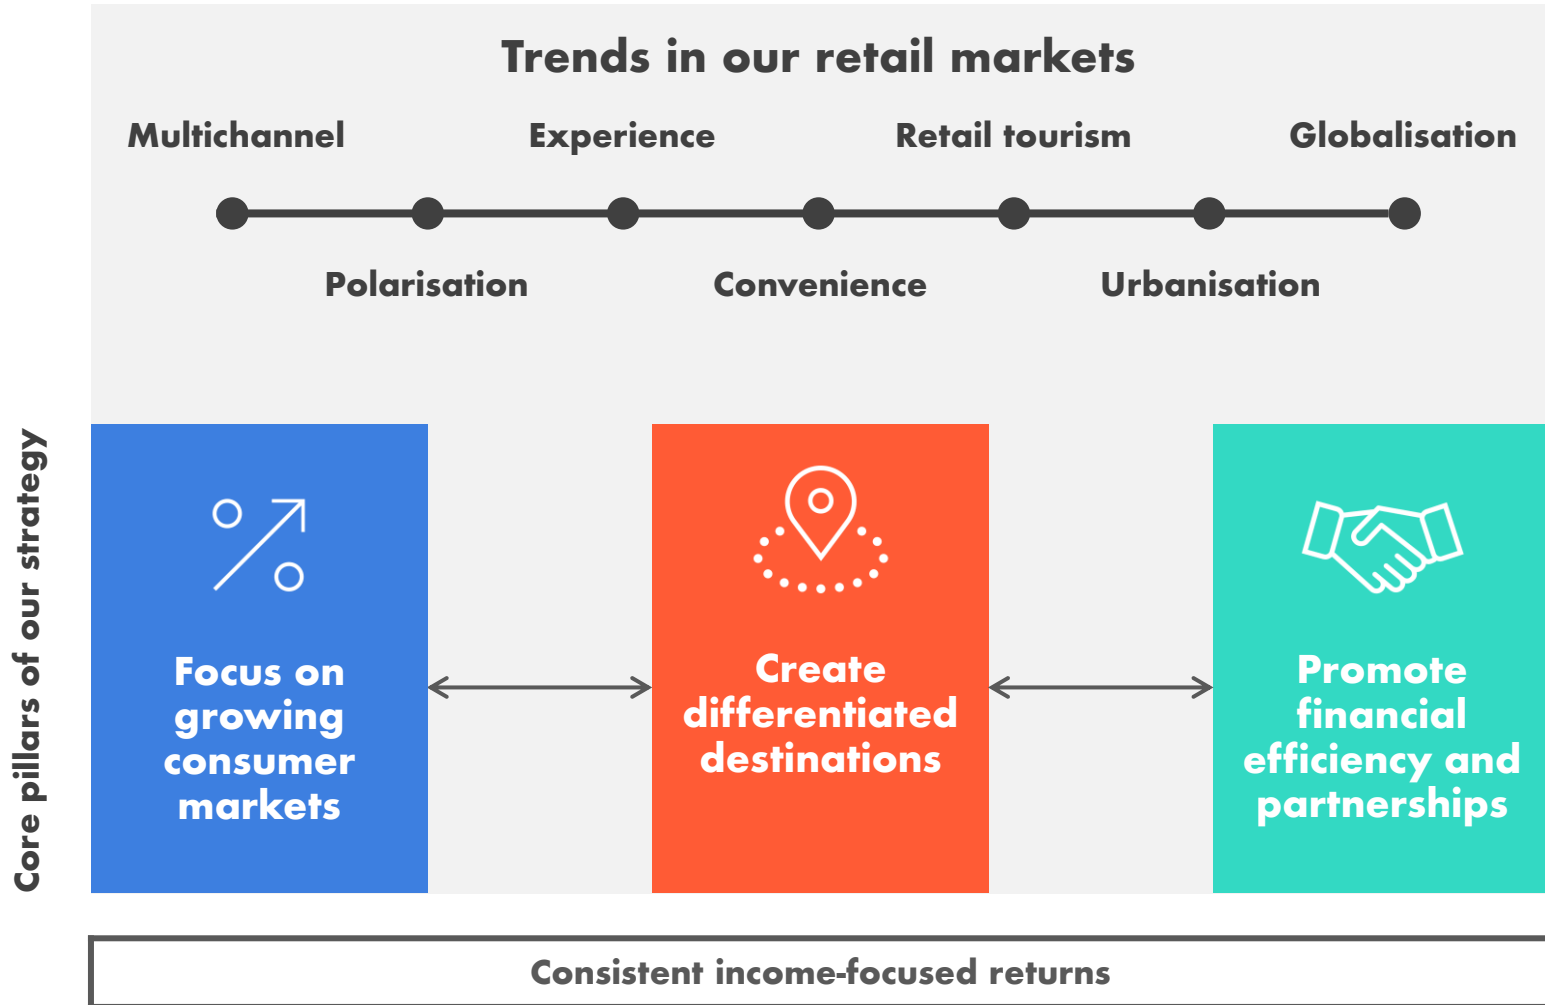 Trends in our retail markets
Multichannel
Experience
Retail tourism
Globalisation
Polarisation
Convenience
Urbanisation
Core pillars of our strategy
Focus on
growing
consumer
markets
Create
differentiated
destinations
Promote
financial
efficiency and
partnerships
Consistent income-focused returns